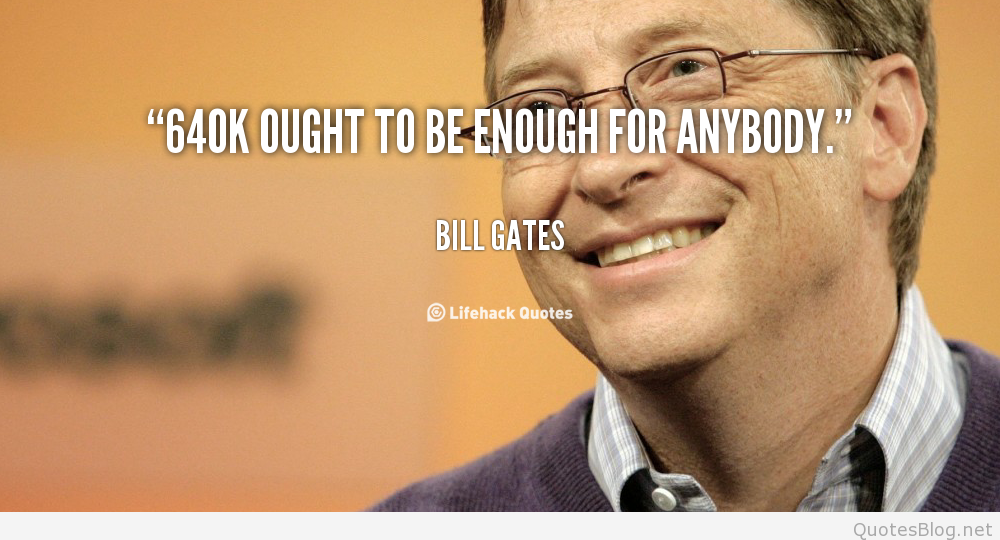 “640K OUGHT TO BE ENOUGH FOR ANYBODY.”
BILL GATES
Lifehack Quotes
QuotesBlog.net